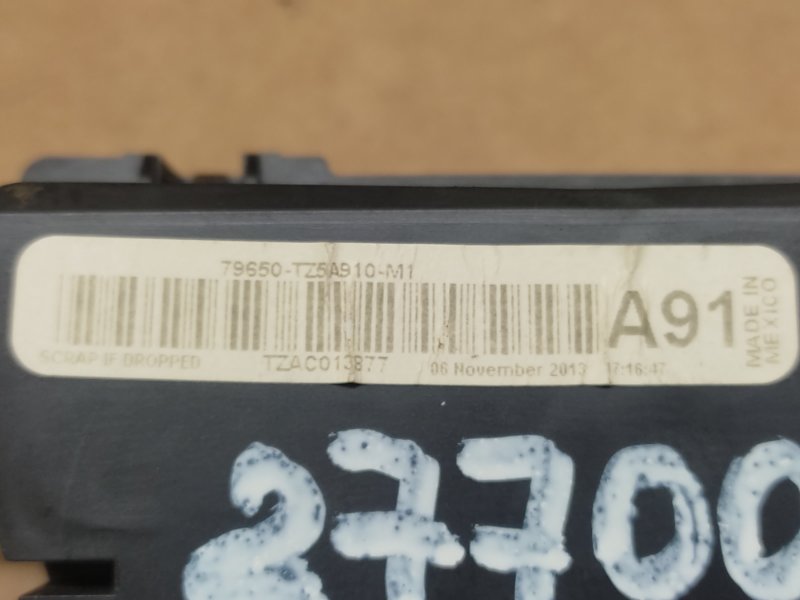 79650-TZ5A910-M1
A91
MADE IN
MEXICO
SCRAP IF DROPPED TZAC013877 06 November 2013 17:16:47
27700